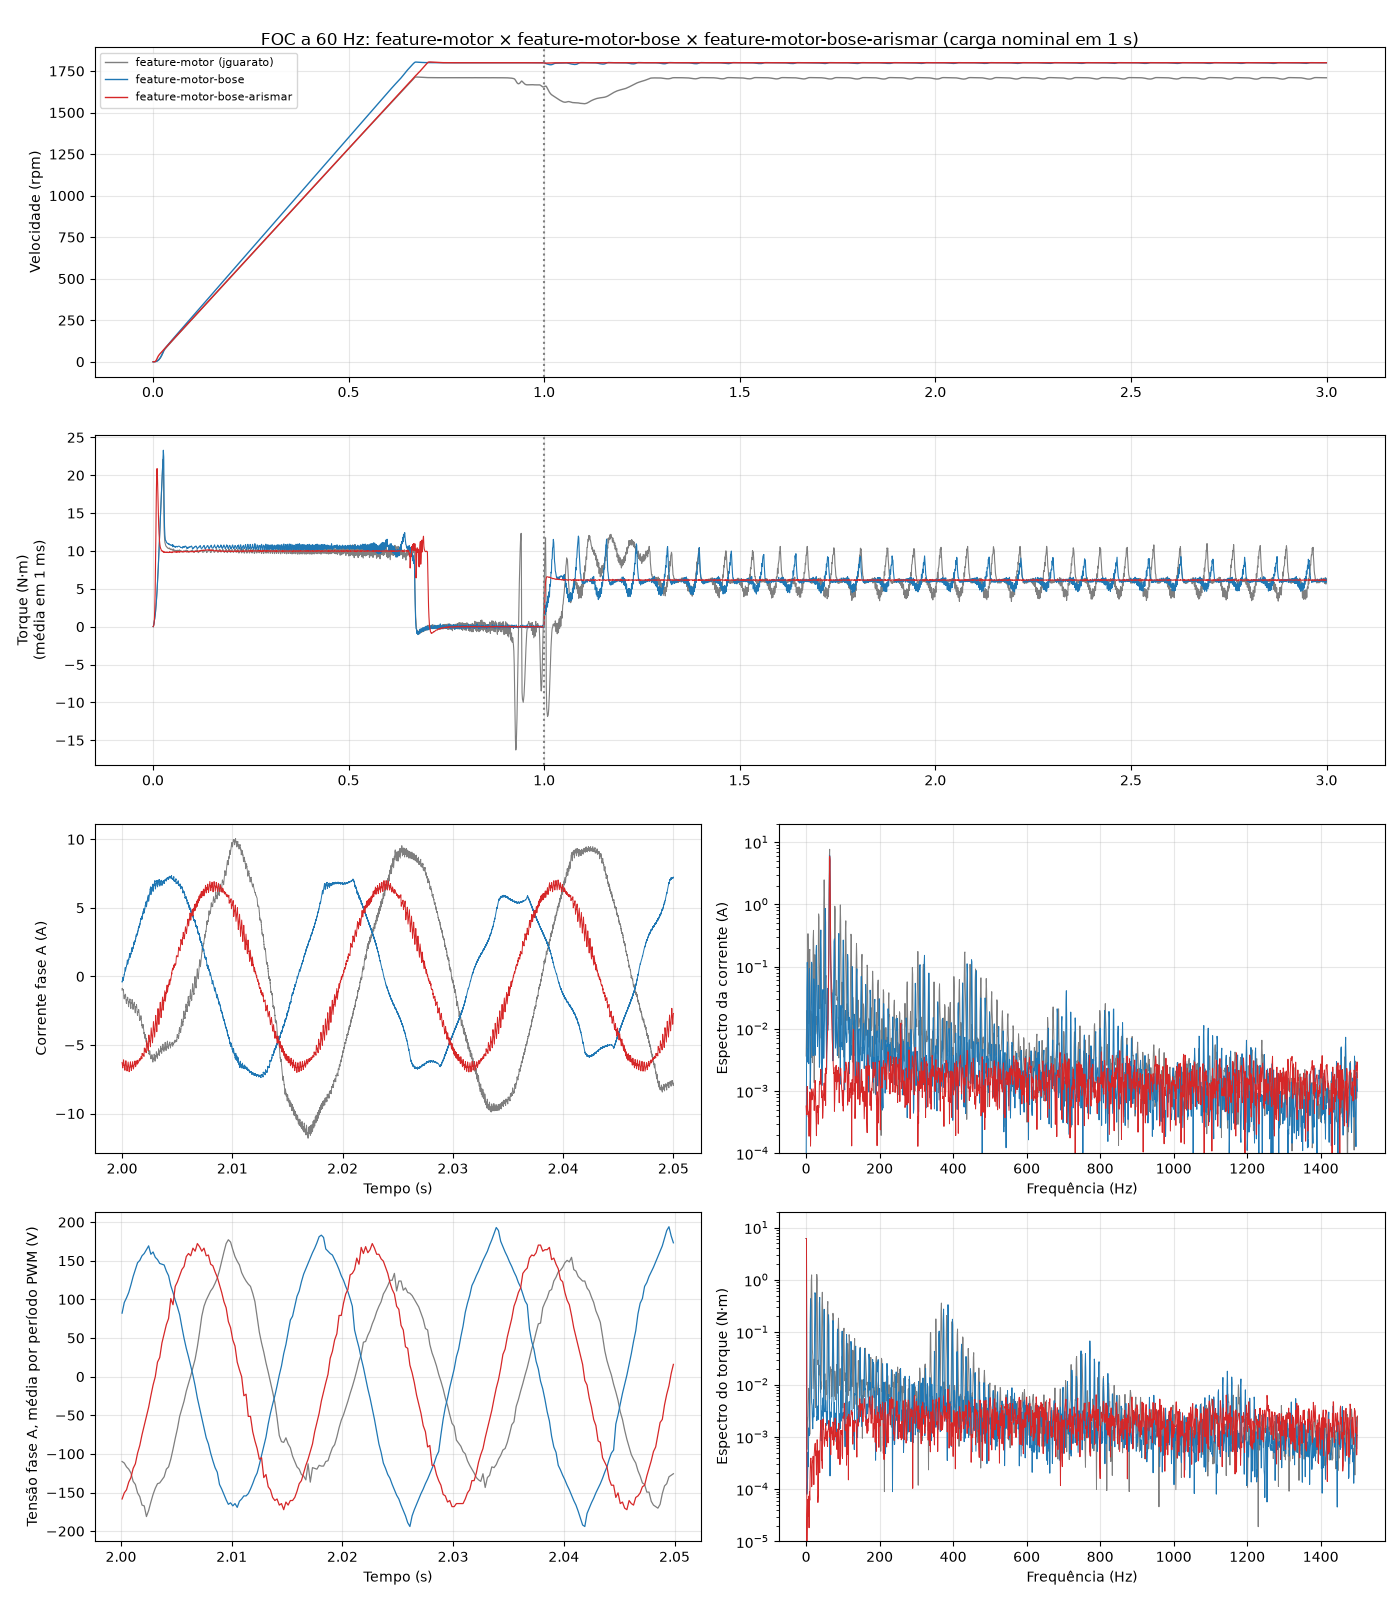 FOC a 60 Hz: feature-motor × feature-motor-bose × feature-motor-bose-arismar (carga nominal em 1 s)
feature-motor (jguarato)
feature-motor-bose
feature-motor-bose-arismar
Velocidade (rpm)
1750
1500
1250
1000
750
500
250
0
0.0 0.5 1.0 1.5 2.0 2.5 3.0
Torque (N·m)
(média em 1 ms)
25
20
15
10
5
0
−5
−10
−15
0.0 0.5 1.0 1.5 2.0 2.5 3.0
Corrente fase A (A)
10
5
0
−5
−10
2.00 2.01 2.02 2.03 2.04 2.05
Tempo (s)
Espectro da corrente (A)
10¹
10⁰
10⁻¹
10⁻²
10⁻³
10⁻⁴
0 200 400 600 800 1000 1200 1400
Frequência (Hz)
Tensão fase A, média por período PWM (V)
200
150
100
50
0
−50
−100
−150
−200
2.00 2.01 2.02 2.03 2.04 2.05
Tempo (s)
Espectro do torque (N·m)
10¹
10⁰
10⁻¹
10⁻²
10⁻³
10⁻⁴
10⁻⁵
0 200 400 600 800 1000 1200 1400
Frequência (Hz)